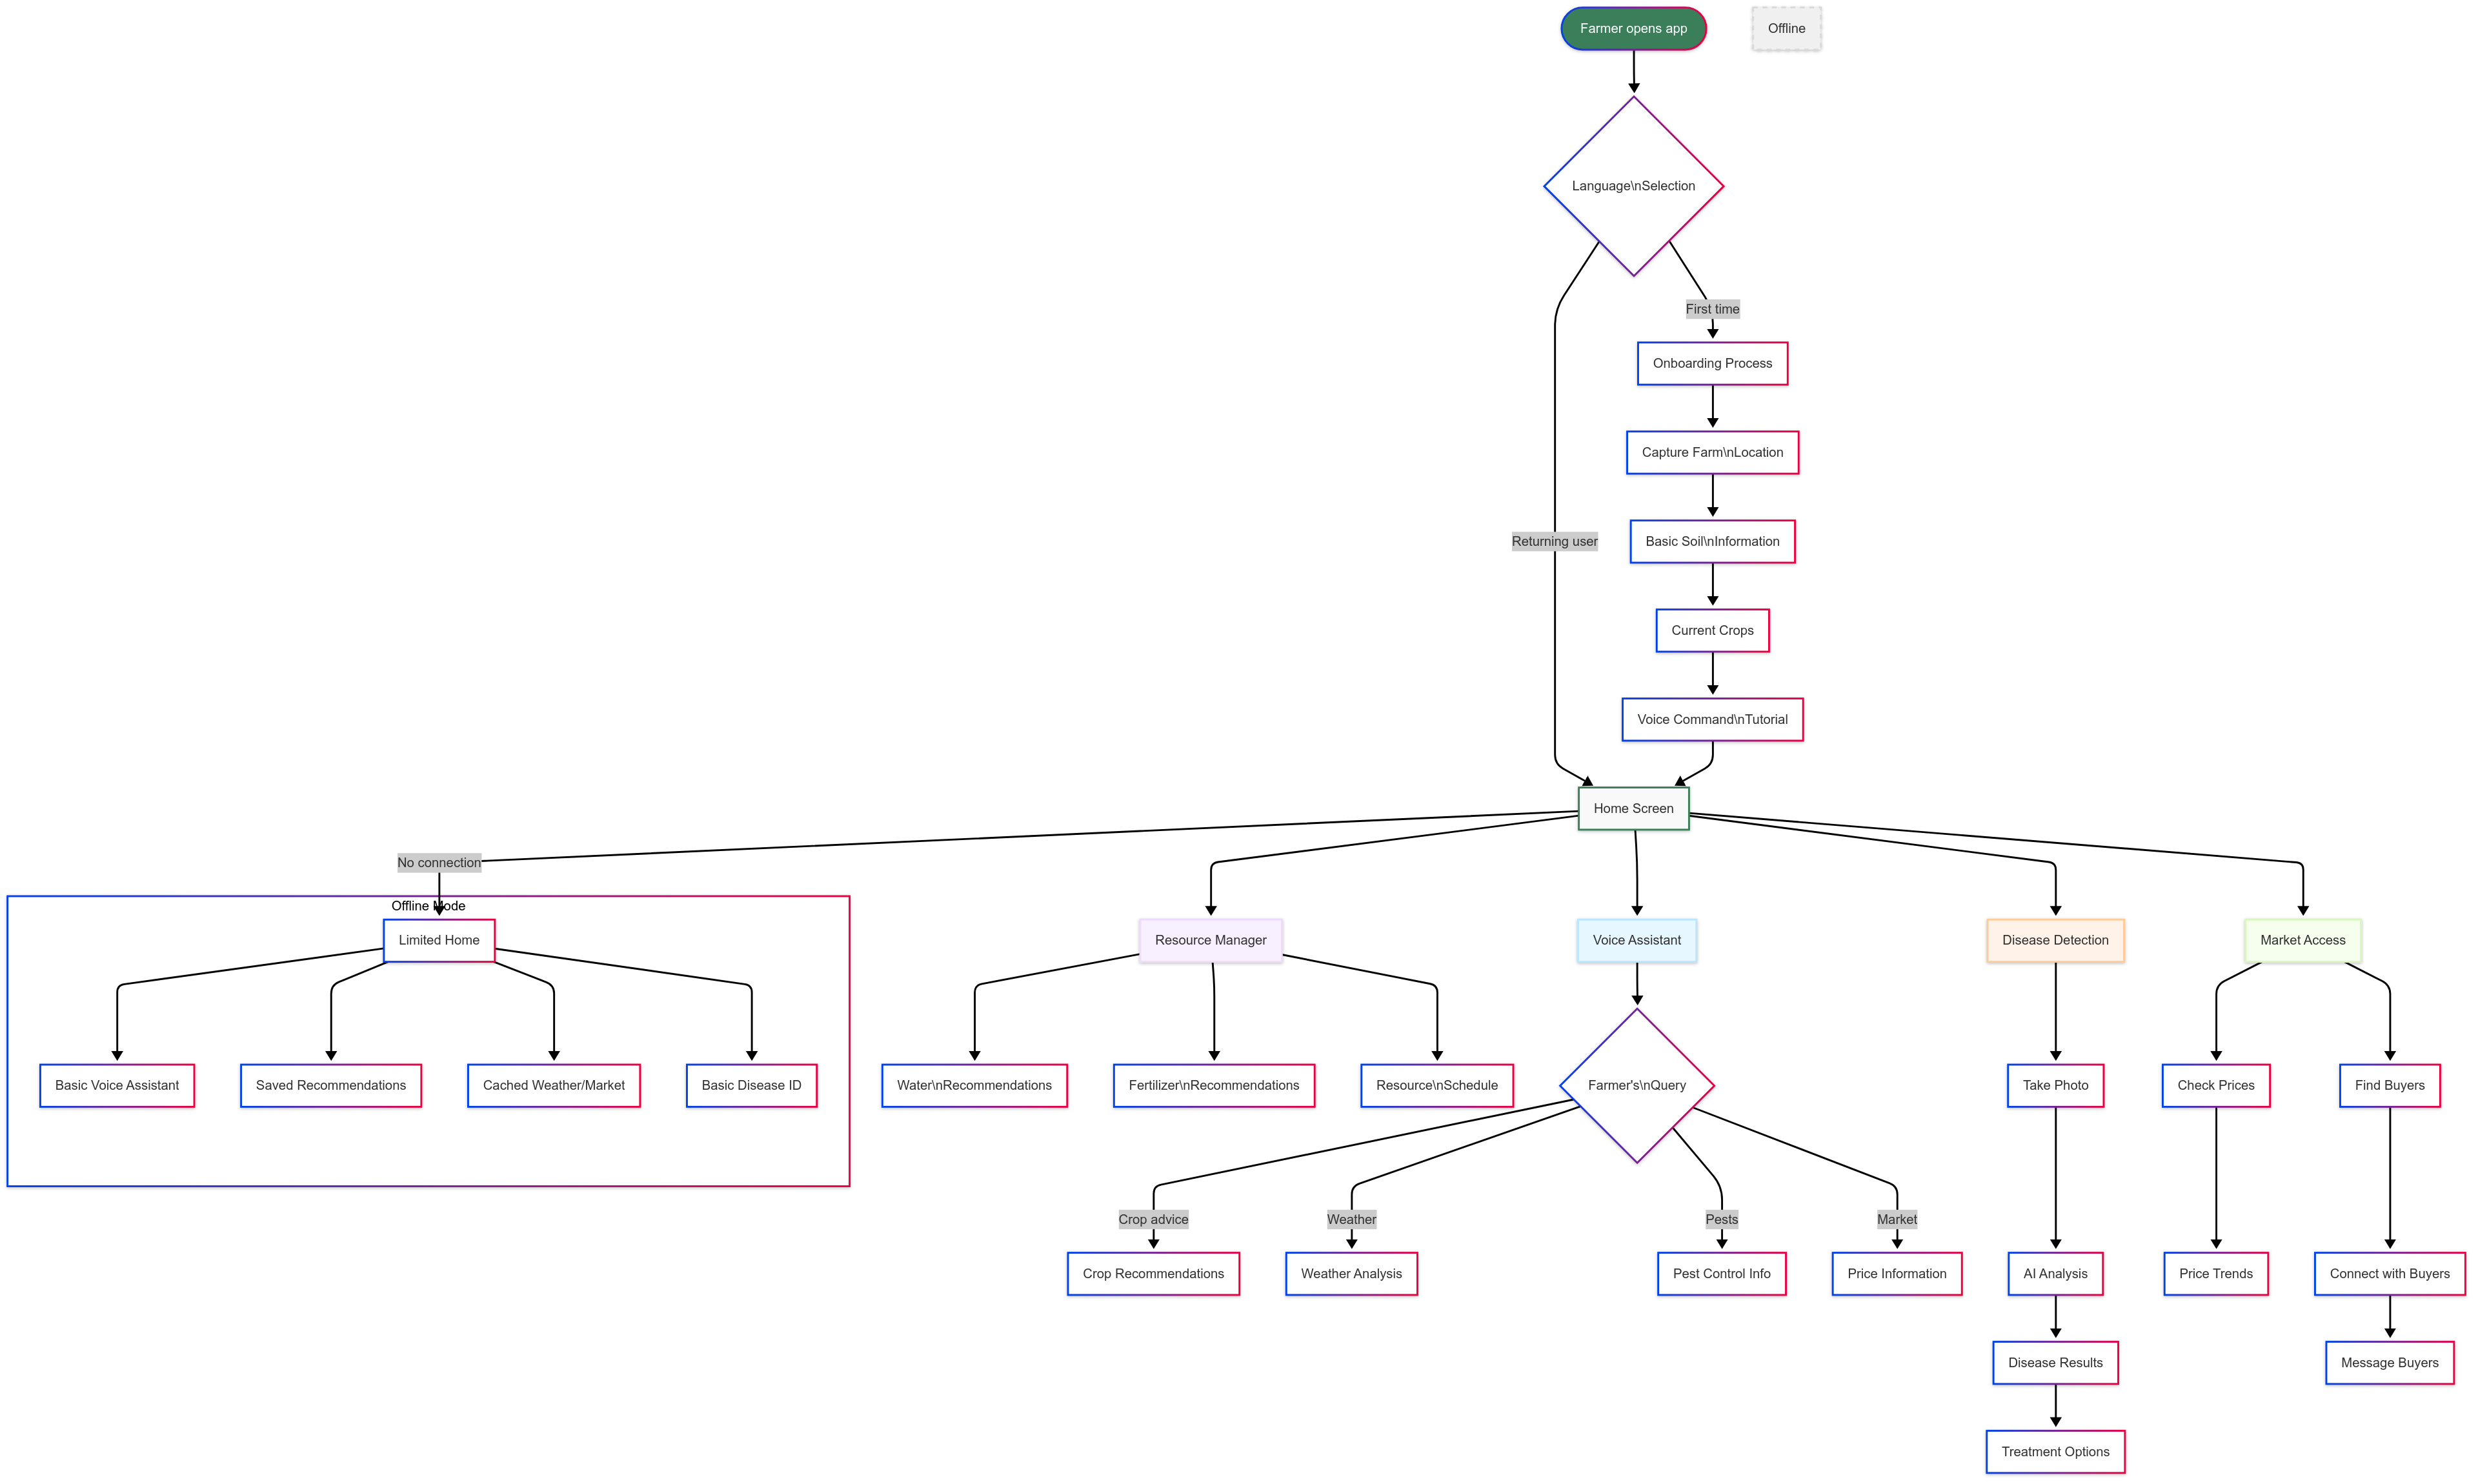 Farmer opens app
Offline
Language\nSelection
First time
Onboarding Process
Capture Farm\nLocation
Returning user
Basic Soil\nInformation
Current Crops
Voice Command\nTutorial
Home Screen
No connection
Offline Mode
Limited Home
Resource Manager
Voice Assistant
Disease Detection
Market Access
Basic Voice Assistant
Saved Recommendations
Cached Weather/Market
Basic Disease ID
Water\nRecommendations
Fertilizer\nRecommendations
Resource\nSchedule
Farmer's\nQuery
Take Photo
Check Prices
Find Buyers
Crop advice
Weather
Pests
Market
Crop Recommendations
Weather Analysis
Pest Control Info
Price Information
AI Analysis
Price Trends
Connect with Buyers
Disease Results
Message Buyers
Treatment Options